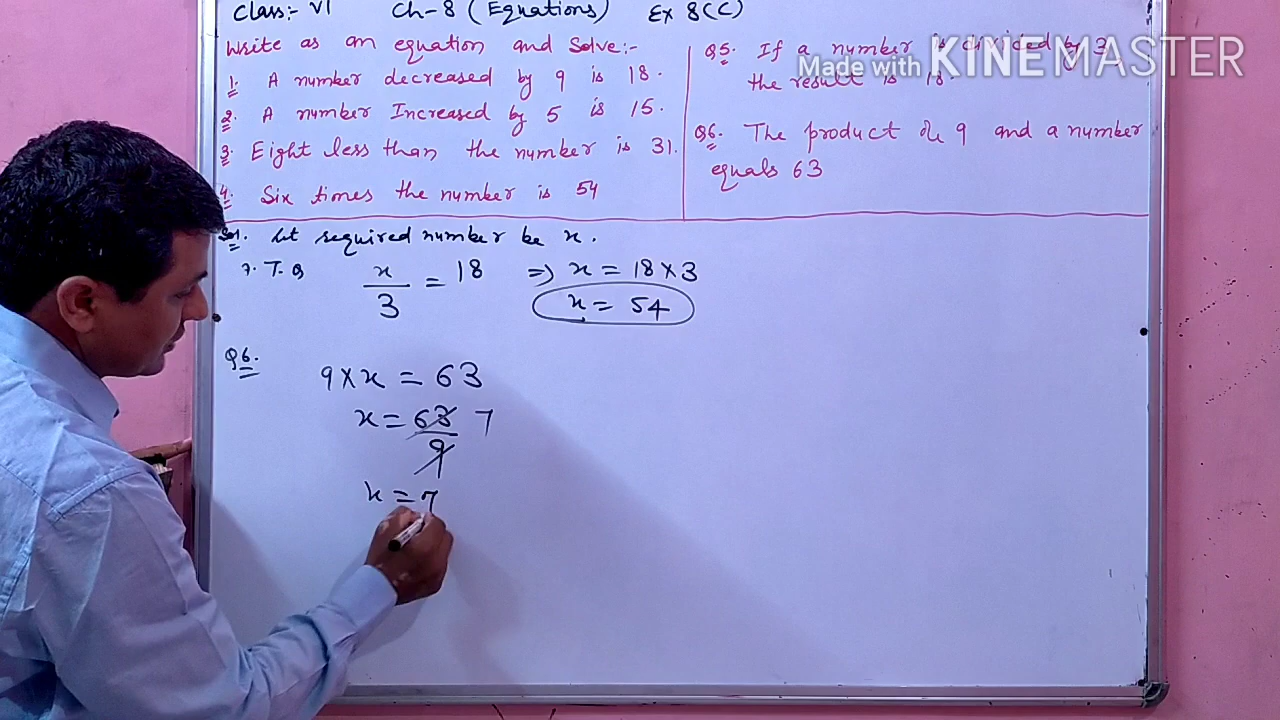 Class:- VI Ch-8 (Equations) Ex 8(C)
Write as an equation and Solve:-
1. A number decreased by 9 is 18.
2. A number Increased by 5 is 15.
3. Eight less than the number is 31.
4. Six times the number is 54
Q5. If a number is divided by 3
the result is 18.
Made with KINEMASTER
Q6. The product of 9 and a number
equals 63
Sol. let required number be x.
A.T.Q x/3 = 18 => x = 18 × 3
x = 54
Q6.
9 × x = 63
x = 63/9 7
x = 7